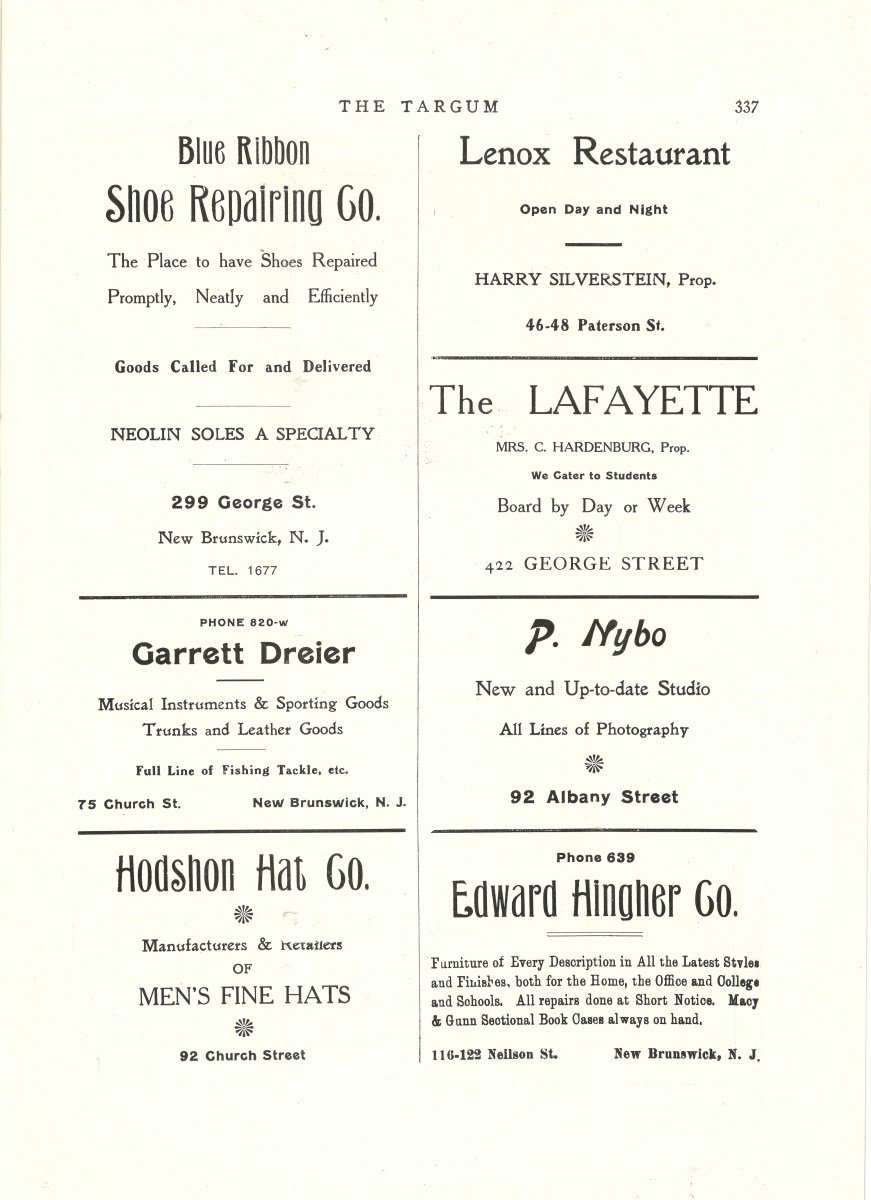 THE TARGUM 337
Blue Ribbon
Shoe Repairing Co.
The Place to have Shoes Repaired
Promptly, Neatly and Efficiently
Goods Called For and Delivered
NEOLIN SOLES A SPECIALTY
299 George St.
New Brunswick, N. J.
TEL. 1677
PHONE 820-w
Garrett Dreier
Musical Instruments & Sporting Goods
Trunks and Leather Goods
Full Line of Fishing Tackle, etc.
75 Church St. New Brunswick, N. J.
Hodshon Hat Co.
Manufacturers & Retailers
OF
MEN'S FINE HATS
92 Church Street
Lenox Restaurant
Open Day and Night
HARRY SILVERSTEIN, Prop.
46-48 Paterson St.
The LAFAYETTE
MRS. C. HARDENBURG, Prop.
We Cater to Students
Board by Day or Week
422 GEORGE STREET
P. Nybo
New and Up-to-date Studio
All Lines of Photography
92 Albany Street
Phone 639
Edward Hingher Co.
Furniture of Every Description in All the Latest Styles
and Finishes, both for the Home, the Office and College
and Schools. All repairs done at Short Notice. Macy
& Gunn Sectional Book Cases always on hand.
116-122 Neilson St. New Brunswick, N. J.